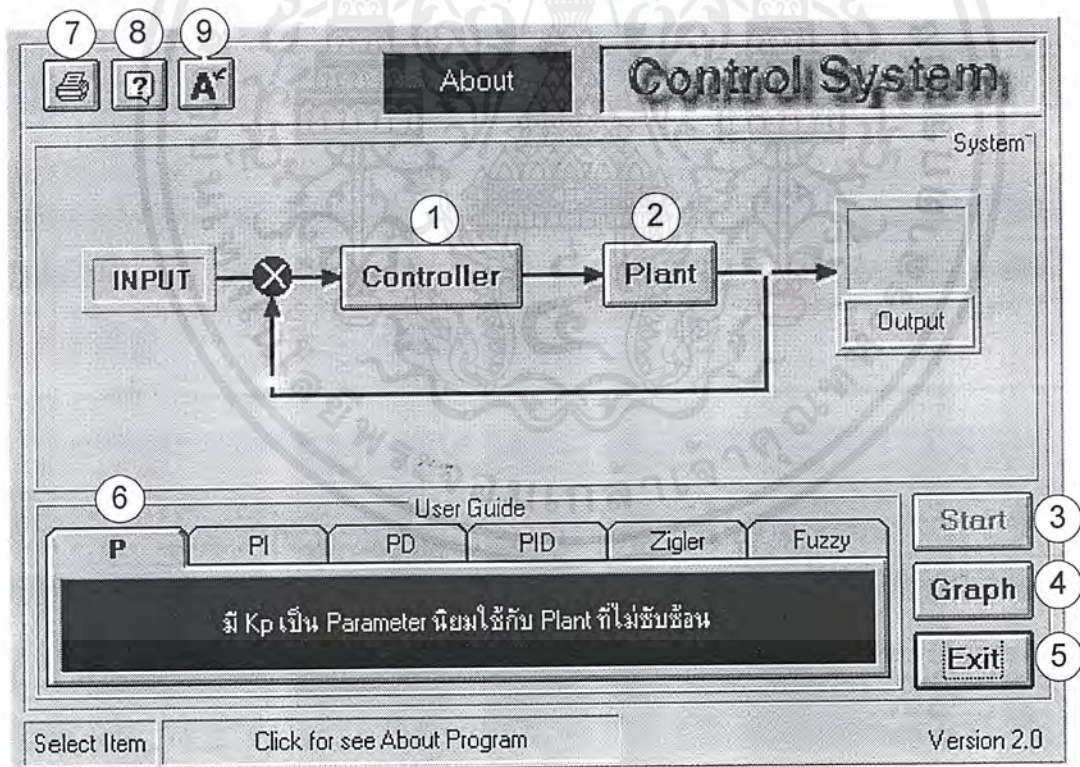 7 8 9
About
Control System
System
1 2
INPUT
Controller
Plant
Output
6
User Guide
P PI PD PID Zigler Fuzzy
มี Kp เป็น Parameter นิยมใช้กับ Plant ที่ไม่ซับซ้อน
Start 3
Graph 4
Exit 5
Select Item
Click for see About Program
Version 2.0